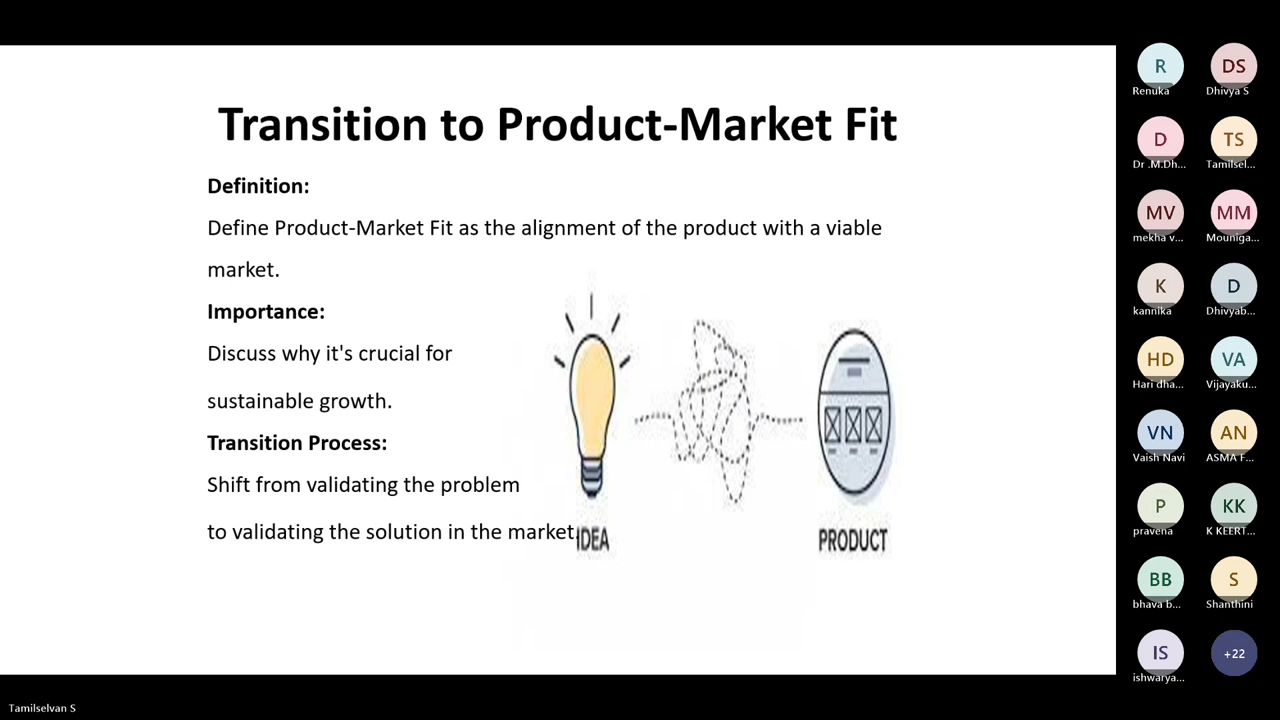 Transition to Product-Market Fit
Definition:
Define Product-Market Fit as the alignment of the product with a viable
market.
Importance:
Discuss why it's crucial for
sustainable growth.
Transition Process:
Shift from validating the problem
to validating the solution in the market.
IDEA
PRODUCT
R
Renuka
DS
Dhivya S
D
Dr .M.Dh...
TS
Tamilsel...
MV
mekha v...
MM
Mouniga...
K
kannika
D
Dhivyab...
HD
Hari dha...
VA
Vijayaku...
VN
Vaish Navi
AN
ASMA F...
P
pravena
KK
K KEERT...
BB
bhava b...
S
Shanthini
IS
ishwarya...
+22
Tamilselvan S